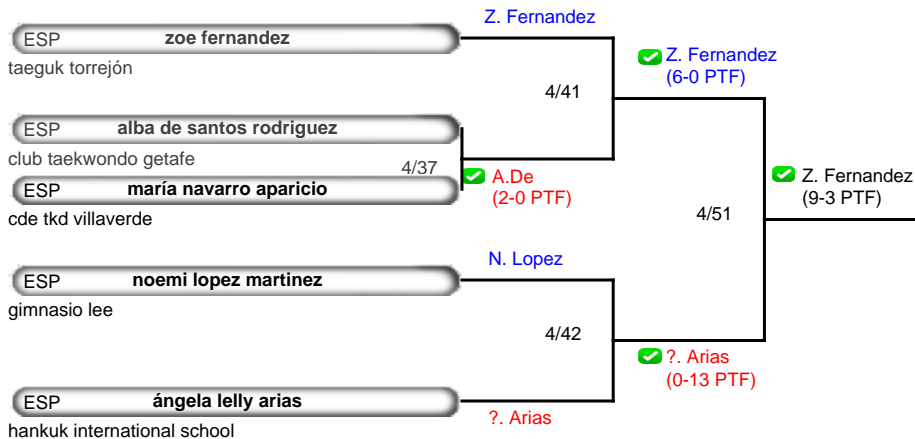 Z. Fernandez
ESP zoe fernandez
taeguk torrejón
Z. Fernandez
(6-0 PTF)
4/41
ESP alba de santos rodriguez
club taekwondo getafe
4/37
A.De
(2-0 PTF)
ESP maría navarro aparicio
cde tkd villaverde
Z. Fernandez
(9-3 PTF)
4/51
N. Lopez
ESP noemi lopez martinez
gimnasio lee
4/42
?. Arias
(0-13 PTF)
ESP ángela lelly arias
hankuk international school
?. Arias